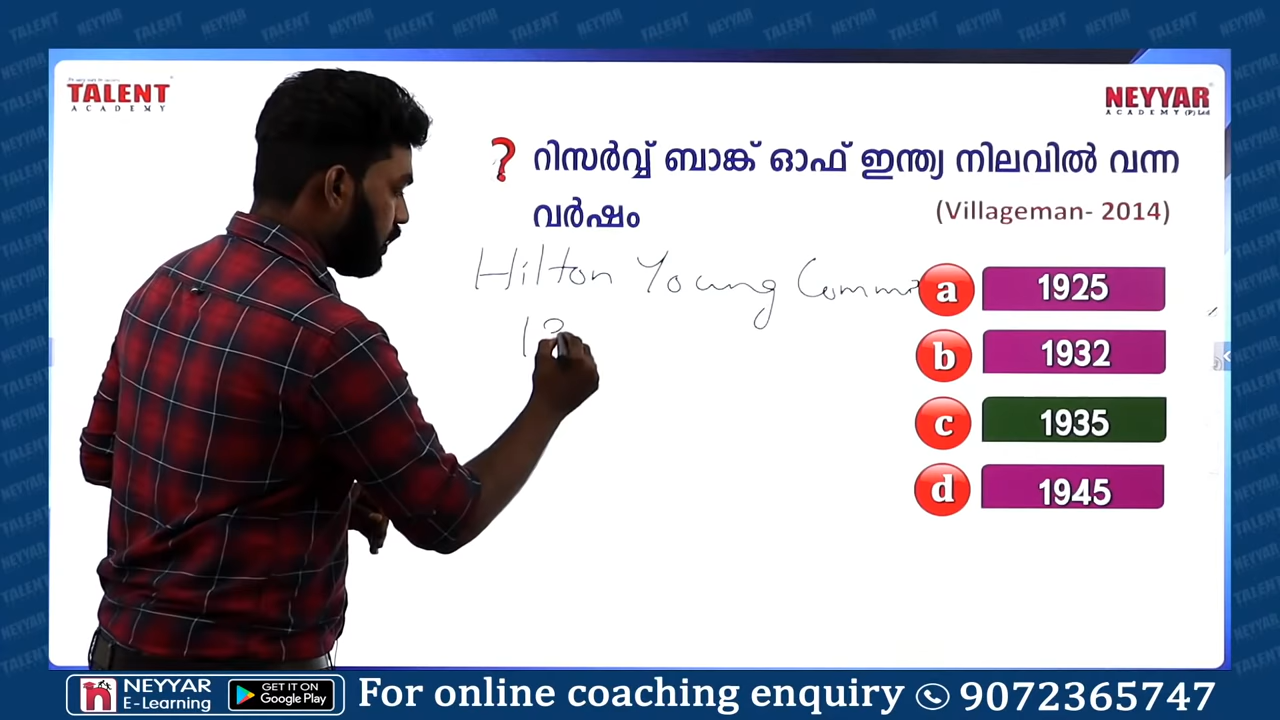 TALENT
ACADEMY
NEYYAR
ACADEMY (P) Ltd
? റിസർവ്വ് ബാങ്ക് ഓഫ് ഇന്ത്യ നിലവിൽ വന്ന
വർഷം
(Villageman- 2014)
Hilton Young Comm
a 1925
b 1932
c 1935
d 1945
NEYYAR
E-Learning
GET IT ON
Google Play
For online coaching enquiry 9072365747